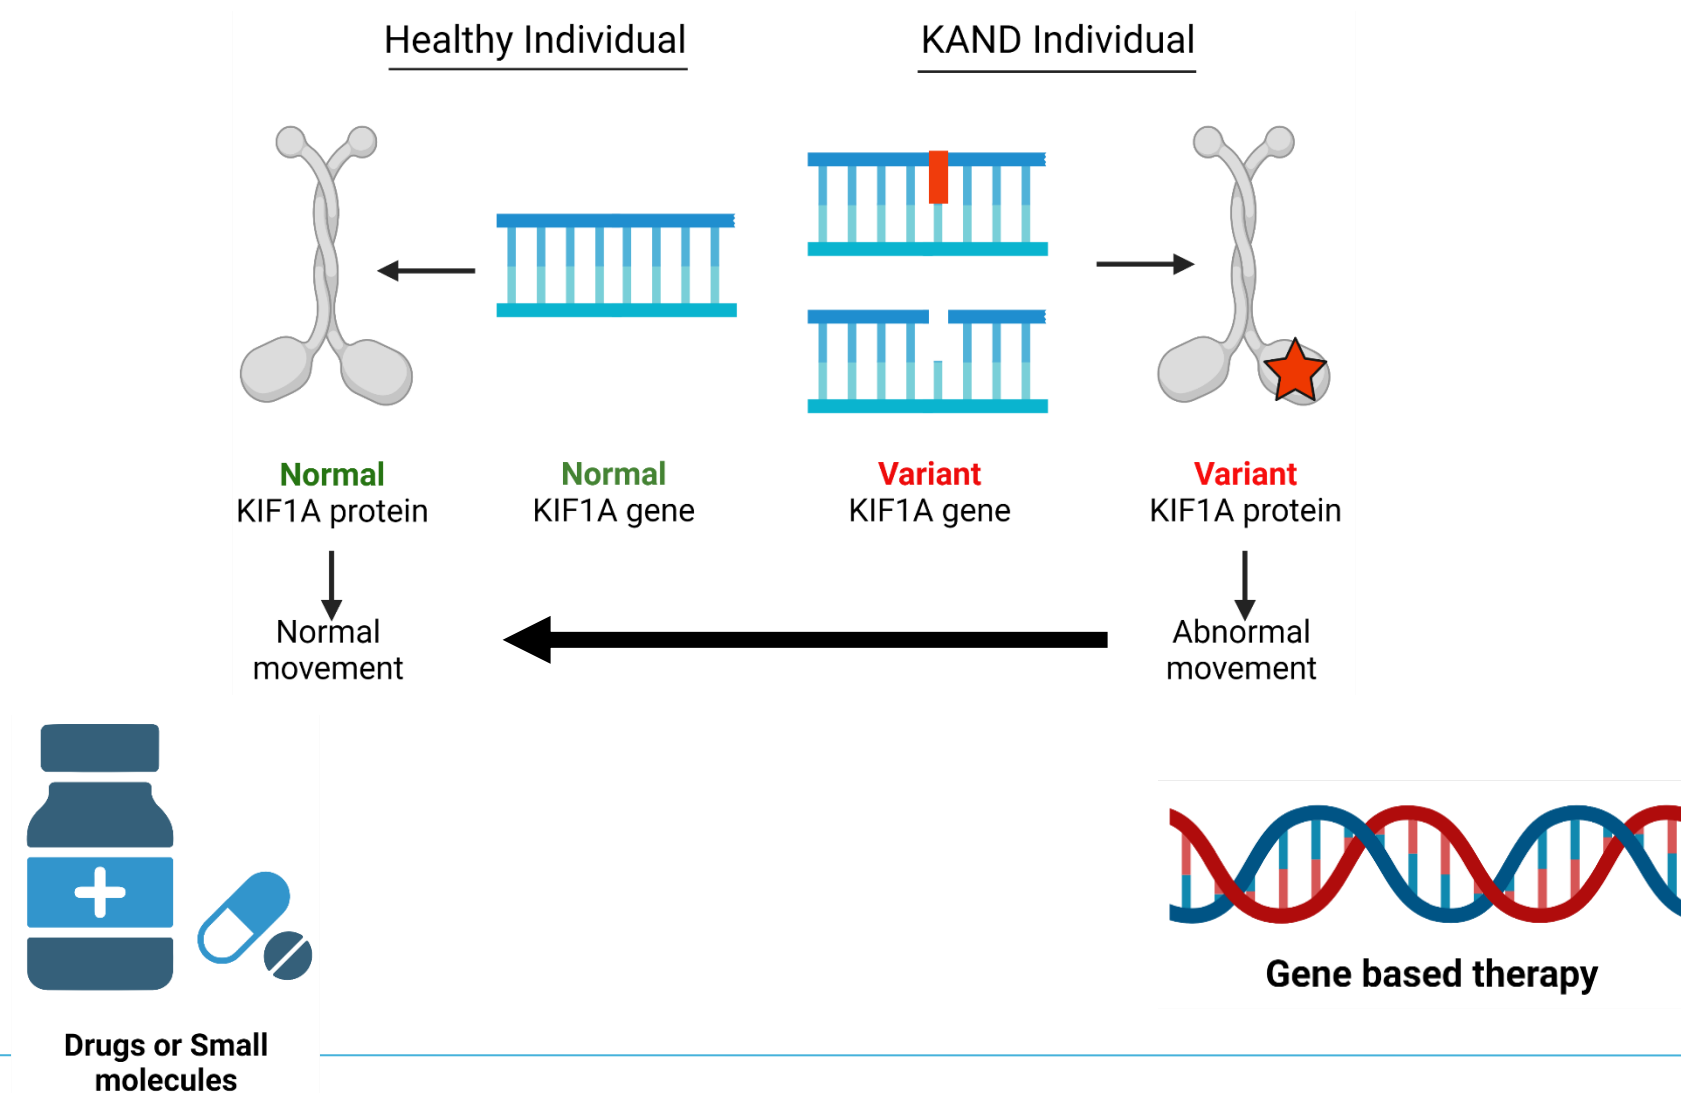 Healthy Individual
KAND Individual
Normal
KIF1A protein
Normal
KIF1A gene
Variant
KIF1A gene
Variant
KIF1A protein
Normal
movement
Abnormal
movement
Drugs or Small
molecules
Gene based therapy